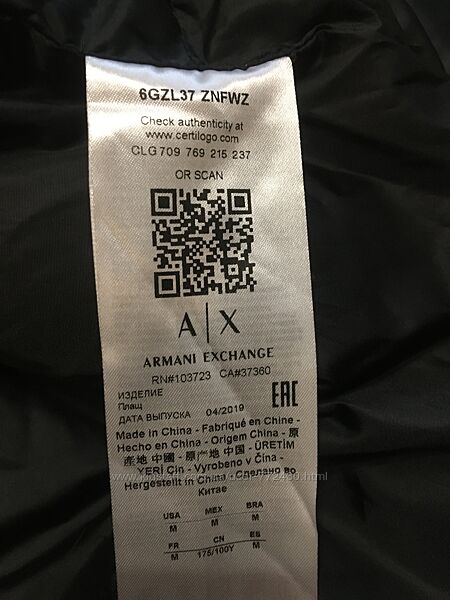 6GZL37 ZNFWZ
Check authenticity at
www.certilogo.com
CLG 709 769 215 237
OR SCAN
A|X
ARMANI EXCHANGE
RN#103723 CA#37360
ИЗДЕЛИЕ
Плащ
ДАТА ВЫПУСКА 04/2019
EAC
Made in China - Fabriqué en Chine -
Hecho en China - Origem China - 原
産地 中國 - 原产地 中国 - ÜRETİM
YERİ Çin - Vyrobeno v Čína -
Hergestellt in China - Сделано во
Китае
USA MEX BRA
M M M
FR CN ES
M 175/100Y M